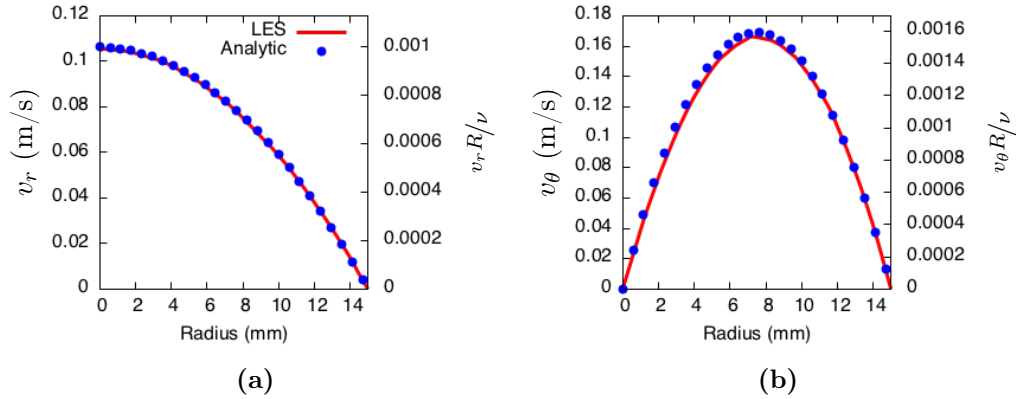 0.12
0.1
0.08
0.06
0.04
0.02
0
v_r (m/s)
LES
Analytic
0.001
0.0008
0.0006
0.0004
0.0002
0
v_r R/ν
0 2 4 6 8 10 12 14
Radius (mm)
(a)
0.18
0.16
0.14
0.12
0.1
0.08
0.06
0.04
0.02
0.00
v_θ (m/s)
0.0016
0.0014
0.0012
0.001
0.0008
0.0006
0.0004
0.0002
0
v_θ R/ν
0 2 4 6 8 10 12 14
Radius (mm)
(b)